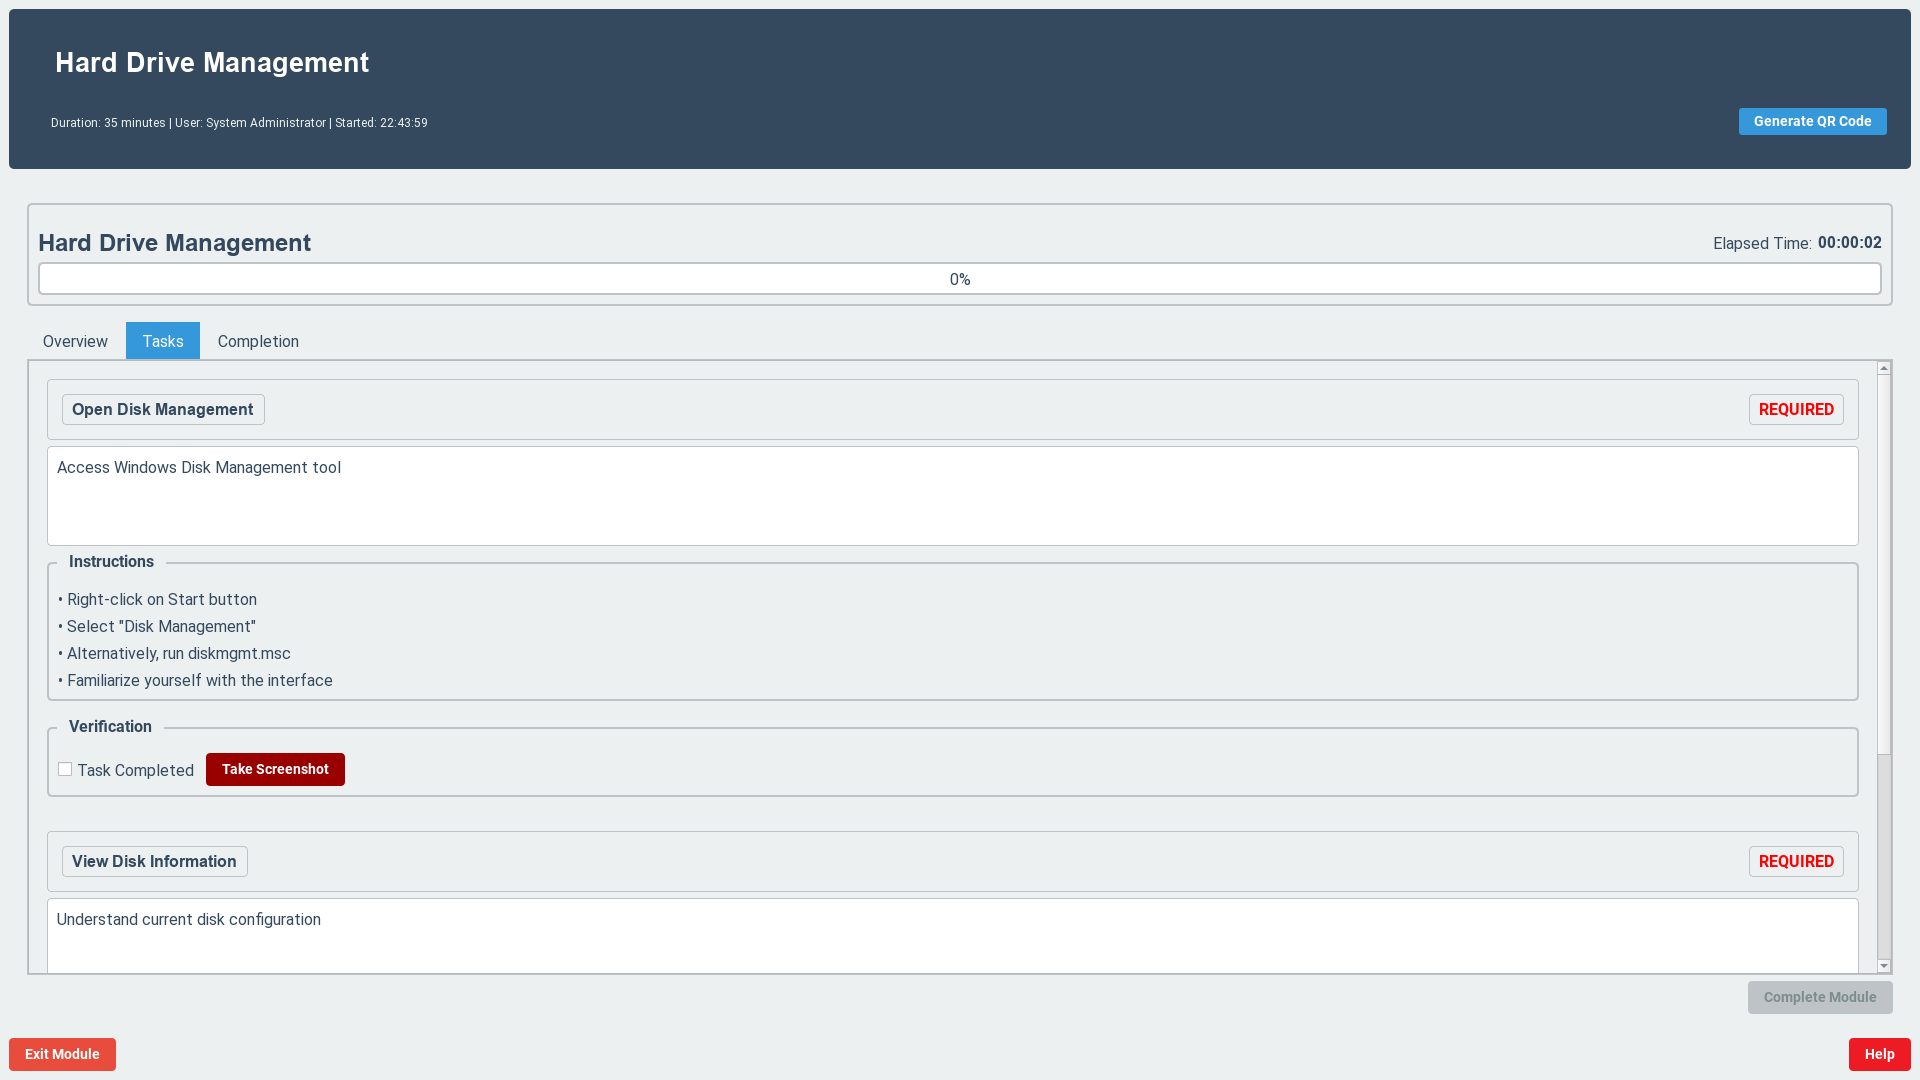 Hard Drive Management
Duration: 35 minutes | User: System Administrator | Started: 22:43:59
Generate QR Code
Hard Drive Management
Elapsed Time: 00:00:02
0%
Overview
Tasks
Completion
Open Disk Management
REQUIRED
Access Windows Disk Management tool
Instructions
• Right-click on Start button
• Select "Disk Management"
• Alternatively, run diskmgmt.msc
• Familiarize yourself with the interface
Verification
Task Completed
Take Screenshot
View Disk Information
REQUIRED
Understand current disk configuration
Complete Module
Exit Module
Help